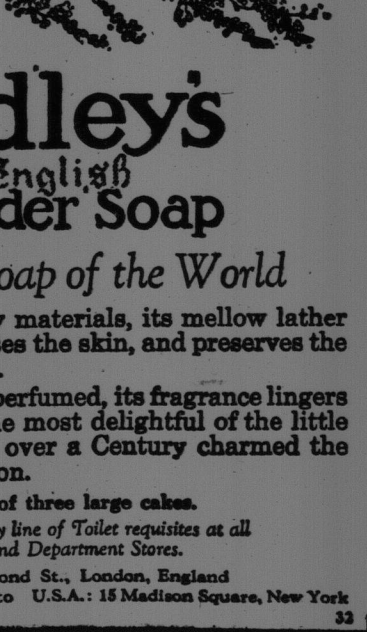 dley's
English
der Soap
oap of the World
y materials, its mellow lather
ses the skin, and preserves the
.
perfumed, its fragrance lingers
e most delightful of the little
over a Century charmed the
on.
of three large cakes.
y line of Toilet requisites at all
nd Department Stores.
ond St., London, England
to U.S.A.: 15 Madison Square, New York
32